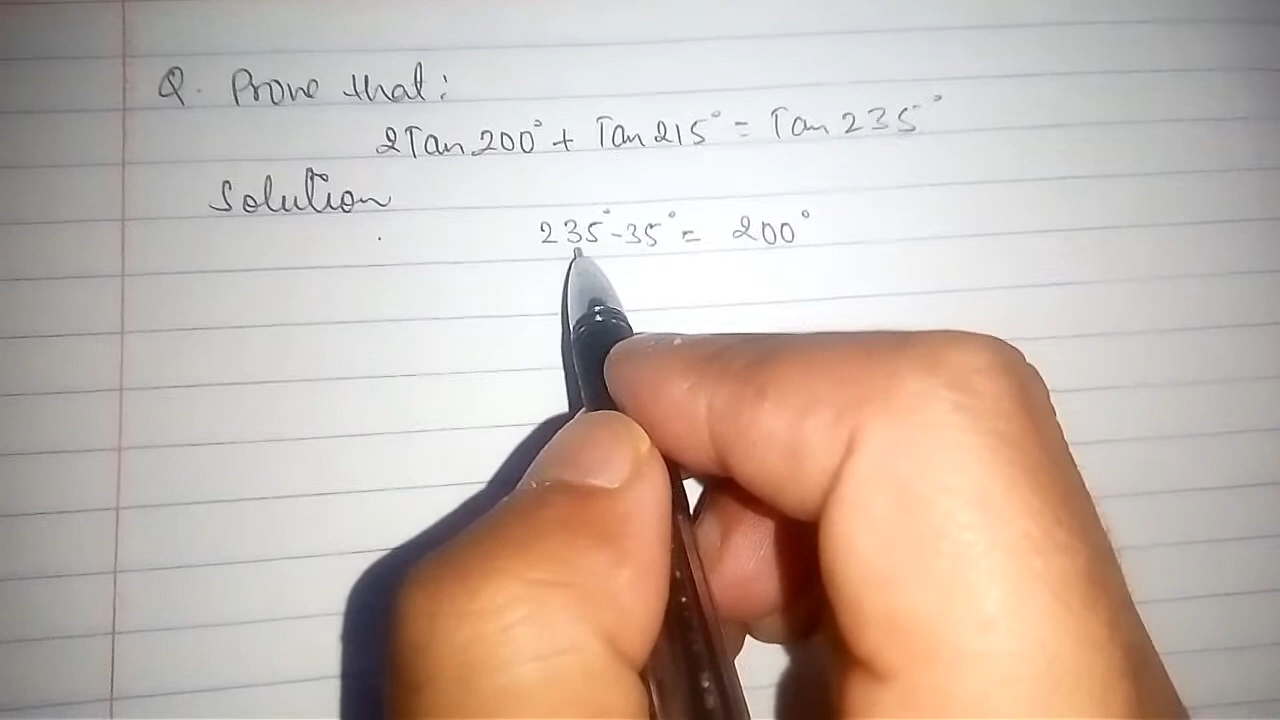 Q. Prove that:
2Tan 200° + Tan 215° = Tan 235°
Solution
235° - 35° = 200°